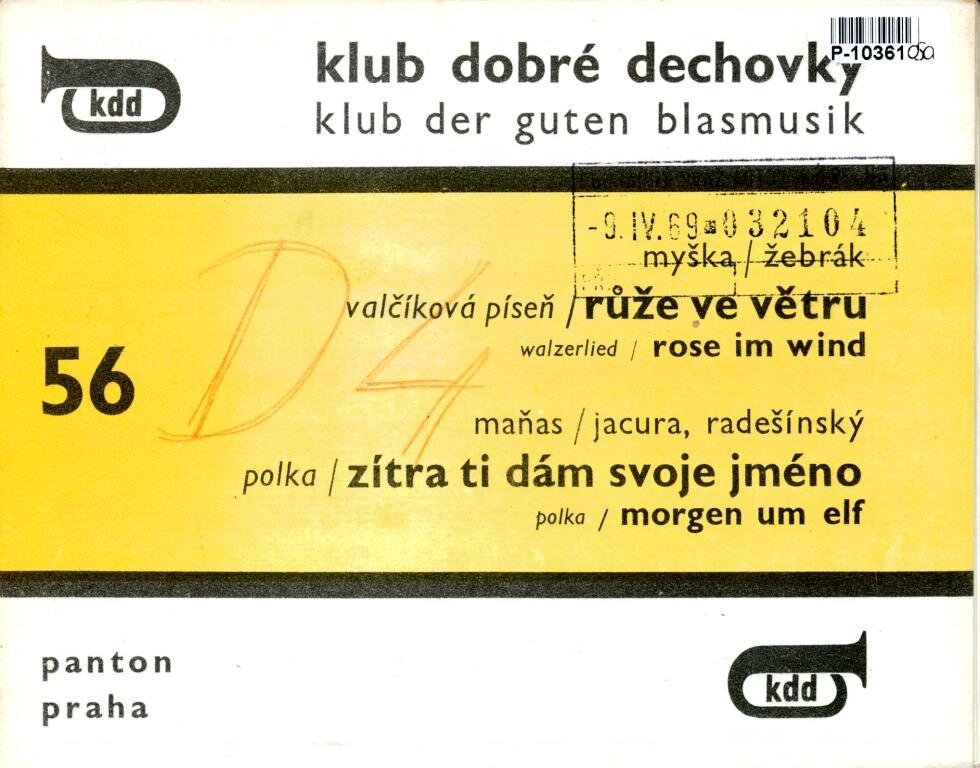 P-10361
kdd
klub dobré dechovky
klub der guten blasmusik
-9.IV.69 032104
myška / žebrák
valčíková píseň / růže ve větru
walzerlied / rose im wind
56
D4
maňas / jacura, radešínský
polka / zítra ti dám svoje jméno
polka / morgen um elf
panton
praha
kdd